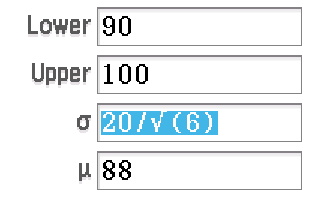 Lower 90
Upper 100
σ 20/√(6)
μ 88